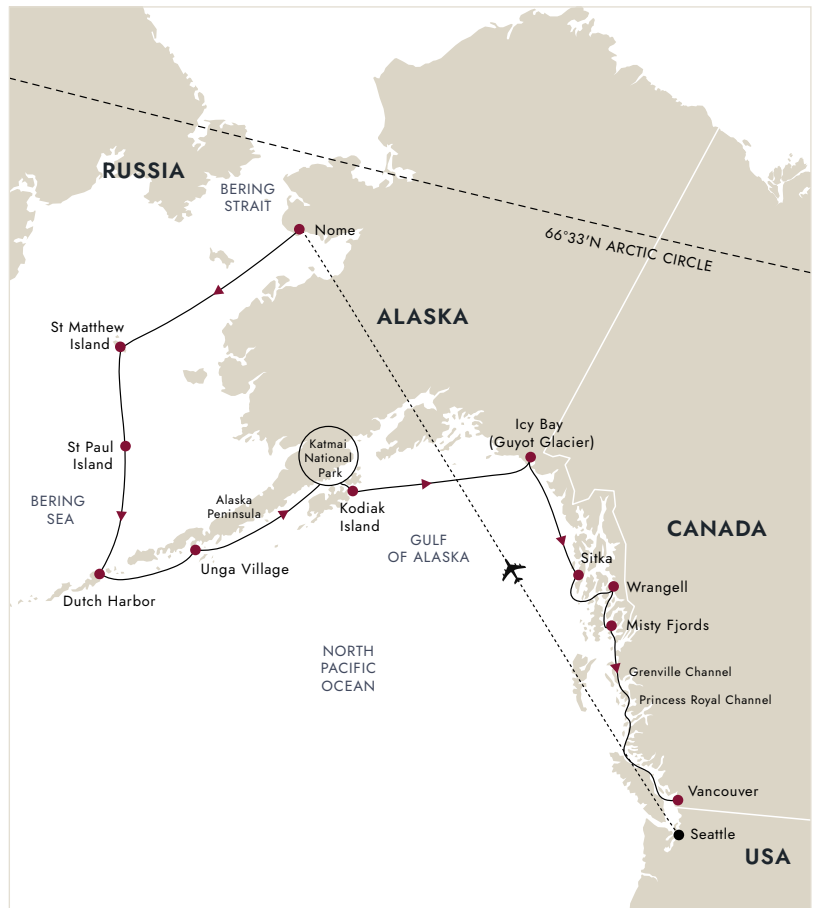 RUSSIA
BERING
STRAIT
Nome
66°33'N ARCTIC CIRCLE
ALASKA
St Matthew
Island
St Paul
Island
Icy Bay
(Guyot Glacier)
Katmai
National
Park
BERING
SEA
Alaska
Peninsula
Kodiak
Island
CANADA
GULF
OF ALASKA
Sitka
Unga Village
Wrangell
Dutch Harbor
Misty Fjords
NORTH
PACIFIC
OCEAN
Grenville Channel
Princess Royal Channel
Vancouver
Seattle
USA